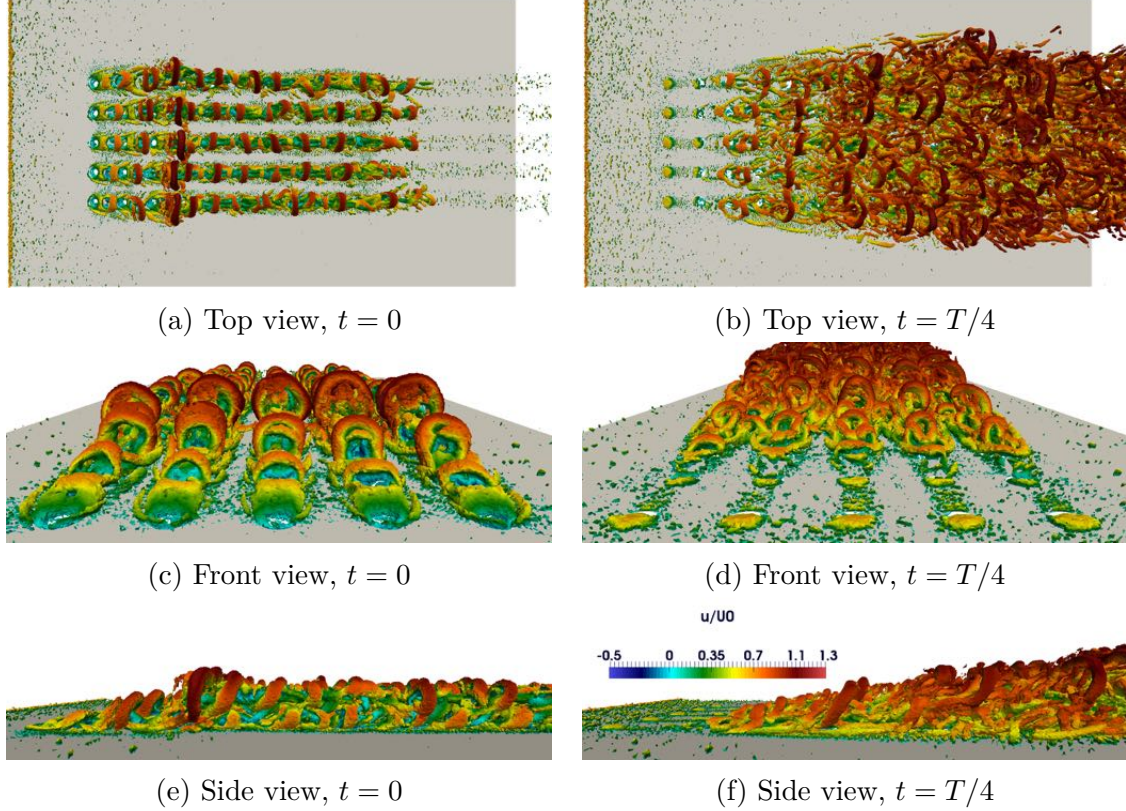 (a) Top view, t = 0
(b) Top view, t = T/4
(c) Front view, t = 0
(d) Front view, t = T/4
u/U0
-0.5 0 0.35 0.7 1.1 1.3
(e) Side view, t = 0
(f) Side view, t = T/4